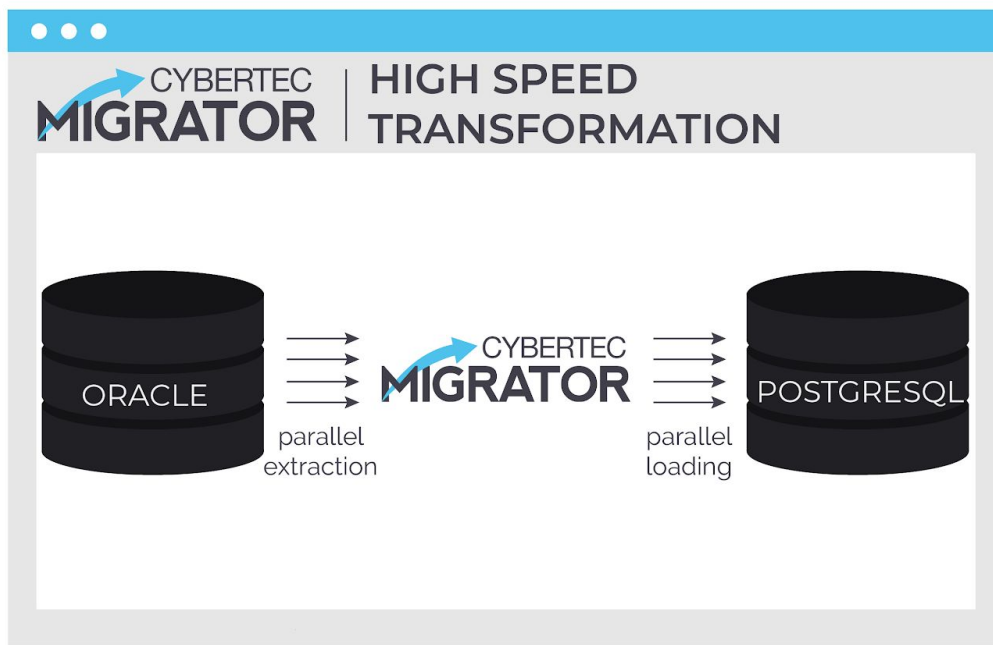 CYBERTEC
MIGRATOR
HIGH SPEED
TRANSFORMATION
ORACLE
CYBERTEC
MIGRATOR
POSTGRESQL
parallel
extraction
parallel
loading